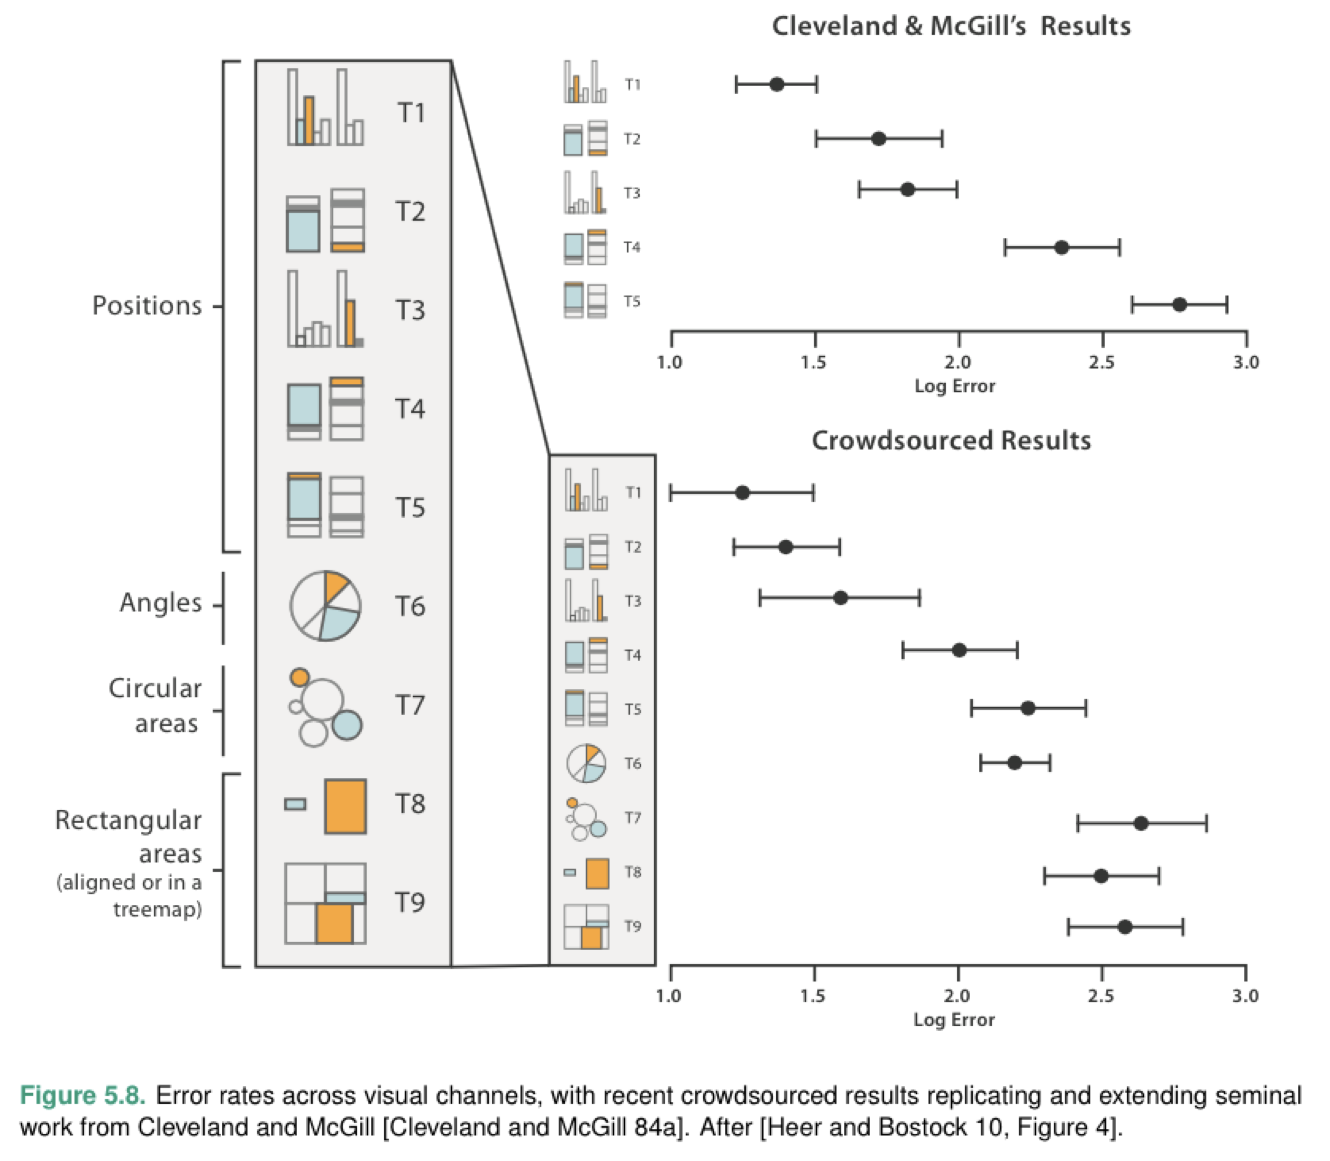 Cleveland & McGill's Results
T1
T2
T3
T4
T5
T6
T7
T8
T9
Positions
Angles
Circular
areas
Rectangular
areas
(aligned or in a
treemap)
T1
T2
T3
T4
T5
1.0 1.5 2.0 2.5 3.0
Log Error
Crowdsourced Results
T1
T2
T3
T4
T5
T6
T7
T8
T9
1.0 1.5 2.0 2.5 3.0
Log Error
Figure 5.8. Error rates across visual channels, with recent crowdsourced results replicating and extending seminal
work from Cleveland and McGill [Cleveland and McGill 84a]. After [Heer and Bostock 10, Figure 4].